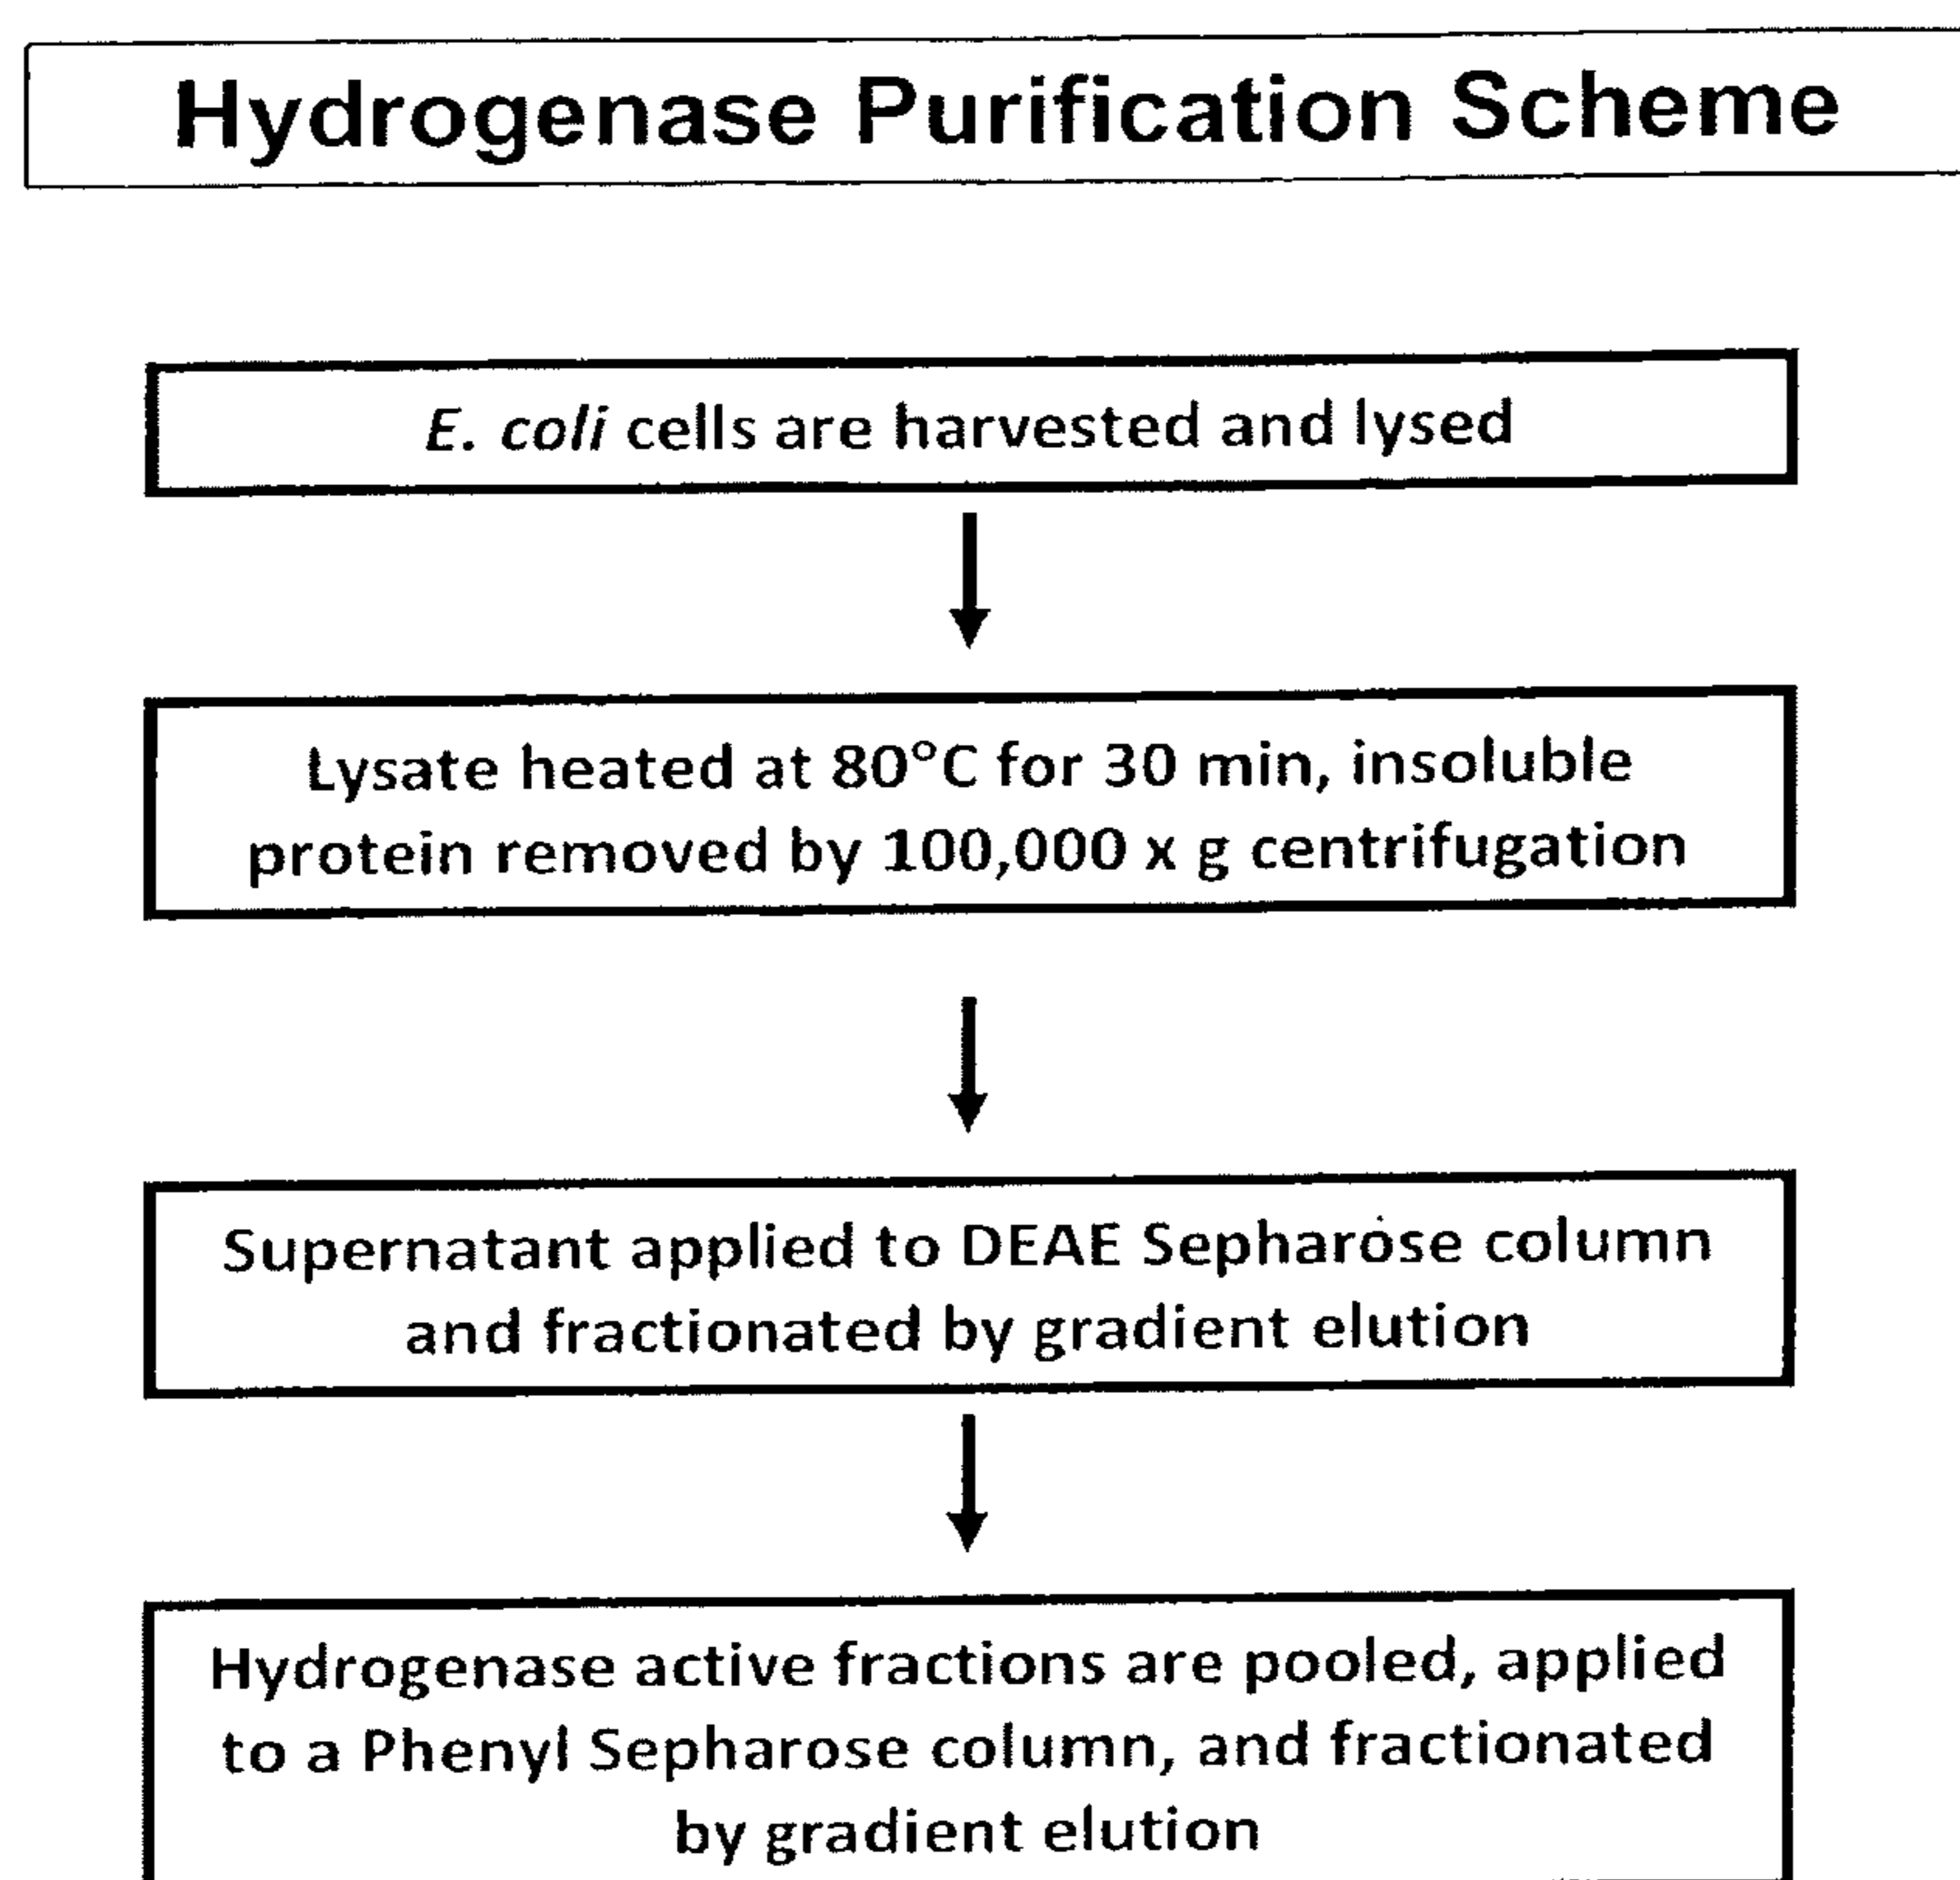 Hydrogenase Purification Scheme
E. coli cells are harvested and lysed
Lysate heated at 80°C for 30 min, insoluble
protein removed by 100,000 x g centrifugation
Supernatant applied to DEAE Sepharose column
and fractionated by gradient elution
Hydrogenase active fractions are pooled, applied
to a Phenyl Sepharose column, and fractionated
by gradient elution